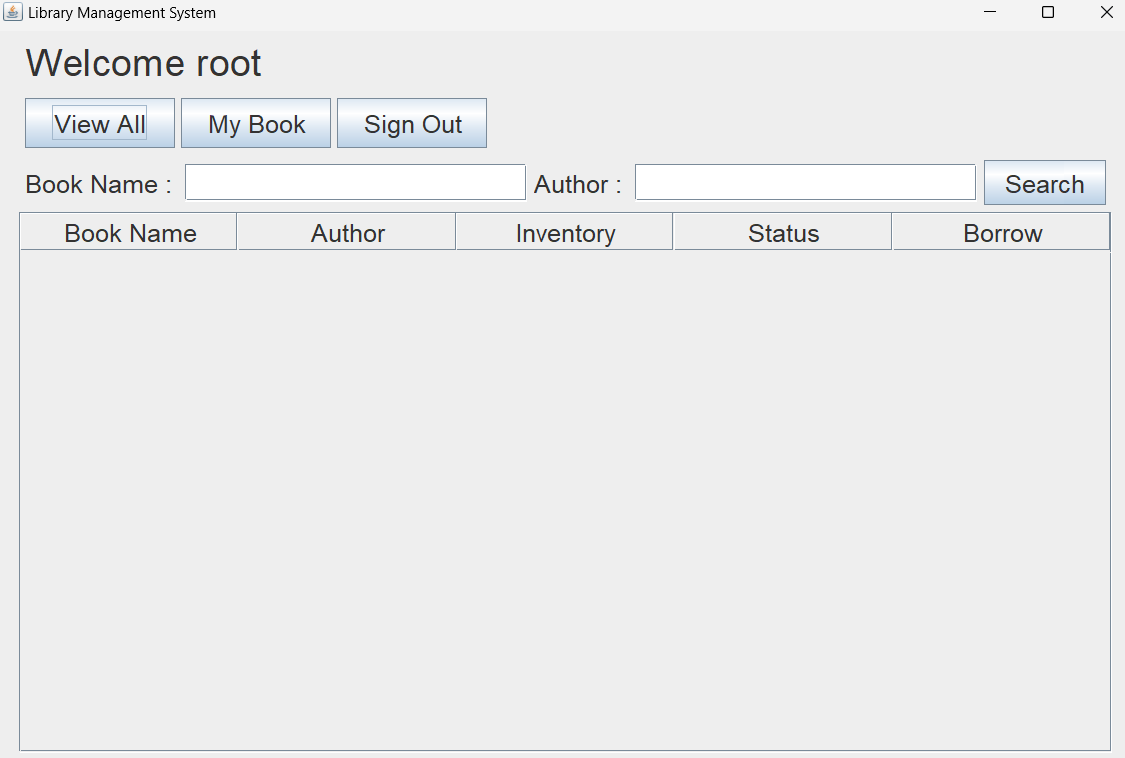 Library Management System
Welcome root
View All My Book Sign Out
Book Name : Author : Search
Book Name Author Inventory Status Borrow